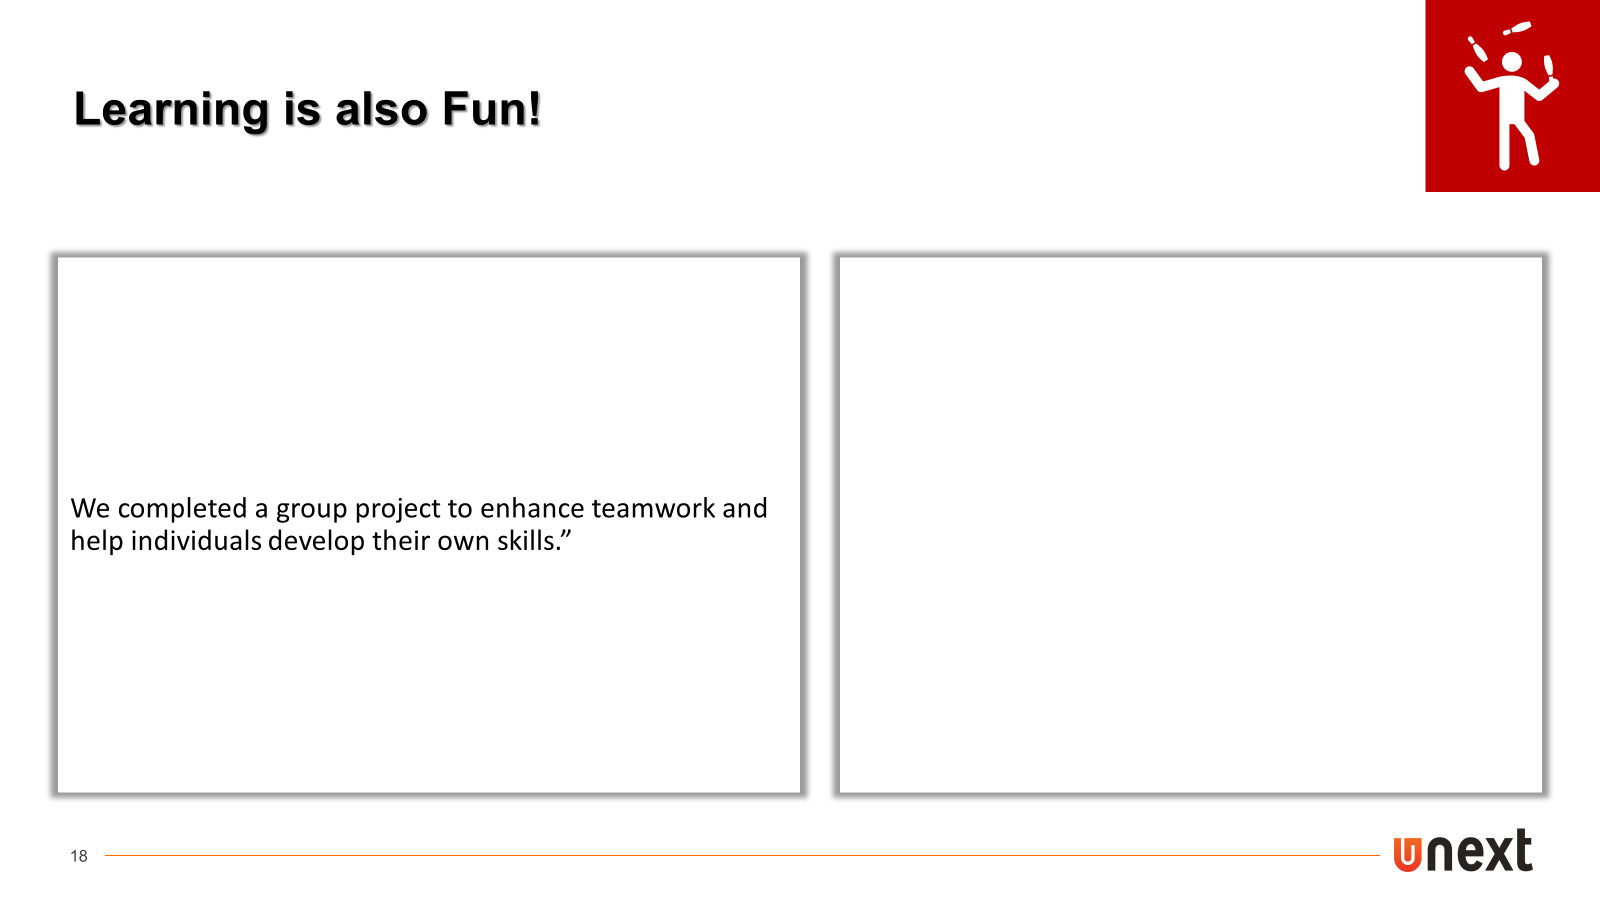 Learning is also Fun!
We completed a group project to enhance teamwork and
help individuals develop their own skills.”
18
unext